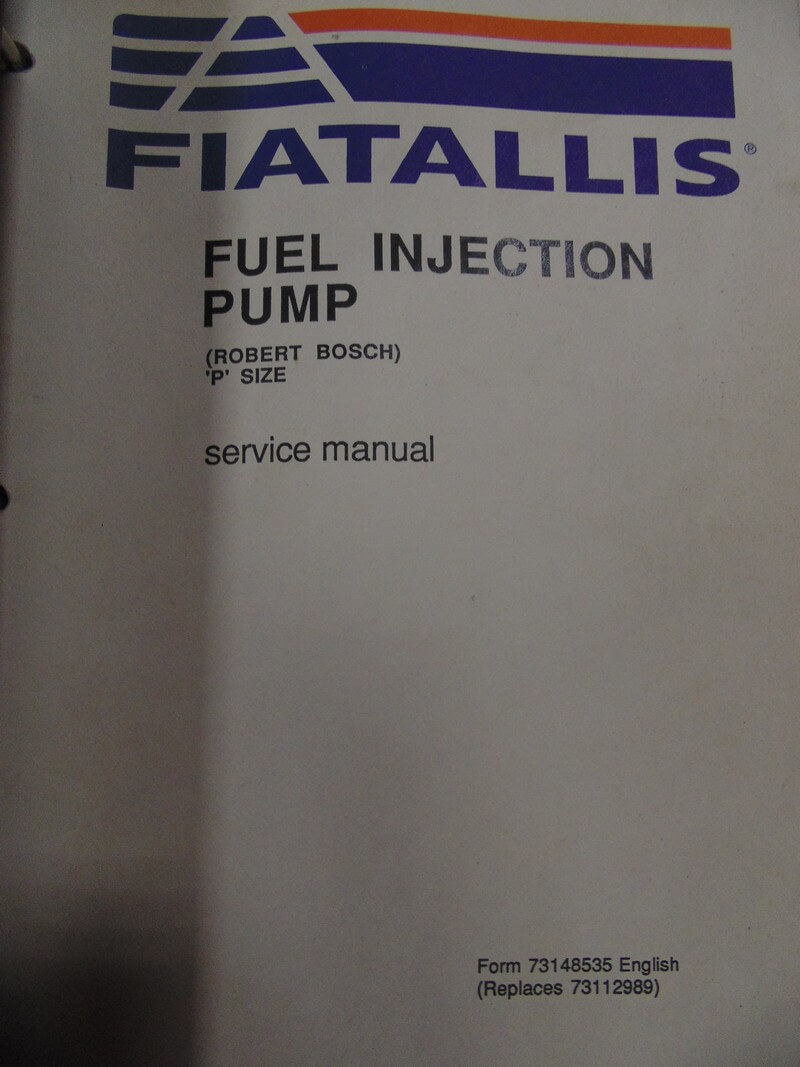 FIATALLIS®
FUEL INJECTION
PUMP
(ROBERT BOSCH)
'P' SIZE
service manual
Form 73148535 English
(Replaces 73112989)